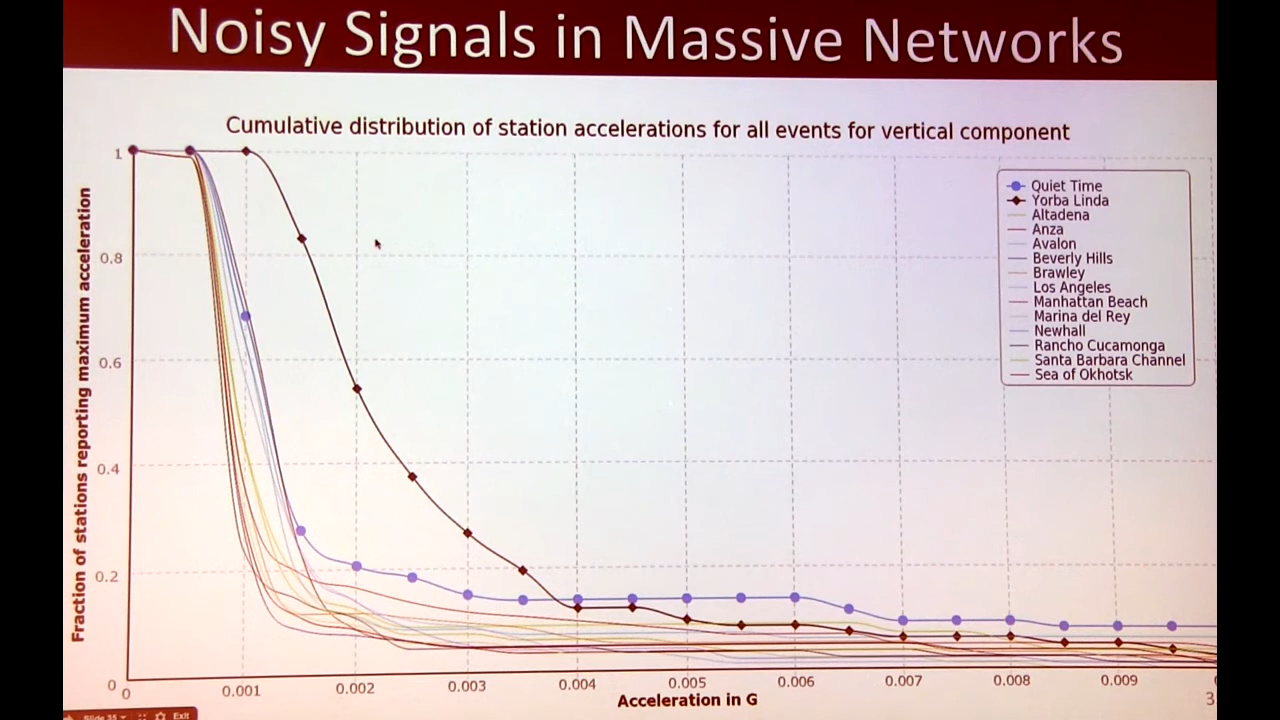 Noisy Signals in Massive Networks
Cumulative distribution of station accelerations for all events for vertical component
Fraction of stations reporting maximum acceleration
1
0.8
0.6
0.4
0.2
0
Quiet Time
Yorba Linda
Altadena
Anza
Avalon
Beverly Hills
Brawley
Los Angeles
Manhattan Beach
Marina del Rey
Newhall
Rancho Cucamonga
Santa Barbara Channel
Sea of Okhotsk
0 0.001 0.002 0.003 0.004 0.005 0.006 0.007 0.008 0.009
Acceleration in G
3
Slide 35
Exit